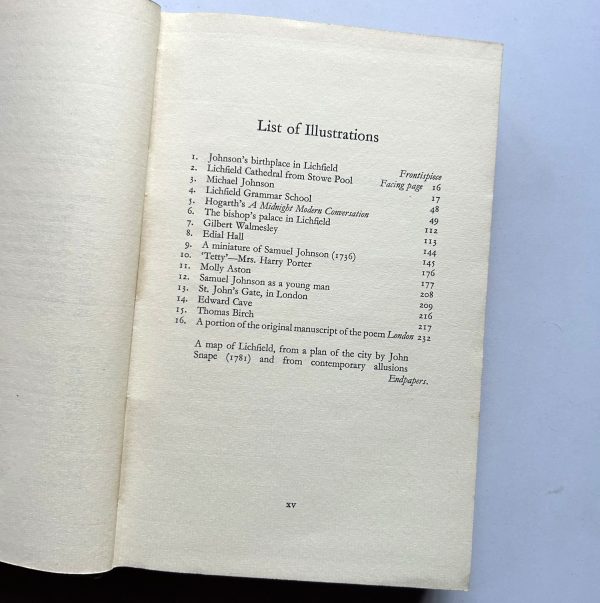 List of Illustrations
1. Johnson's birthplace in Lichfield Frontispiece
2. Lichfield Cathedral from Stowe Pool Facing page 16
3. Michael Johnson 17
4. Lichfield Grammar School 48
5. Hogarth's A Midnight Modern Conversation 49
6. The bishop's palace in Lichfield 112
7. Gilbert Walmesley 113
8. Edial Hall 144
9. A miniature of Samuel Johnson (1736) 145
10. 'Tetty'—Mrs. Harry Porter 176
11. Molly Aston 177
12. Samuel Johnson as a young man 208
13. St. John's Gate, in London 209
14. Edward Cave 216
15. Thomas Birch 217
16. A portion of the original manuscript of the poem London 232
A map of Lichfield, from a plan of the city by John
Snape (1781) and from contemporary allusions
Endpapers.
xv